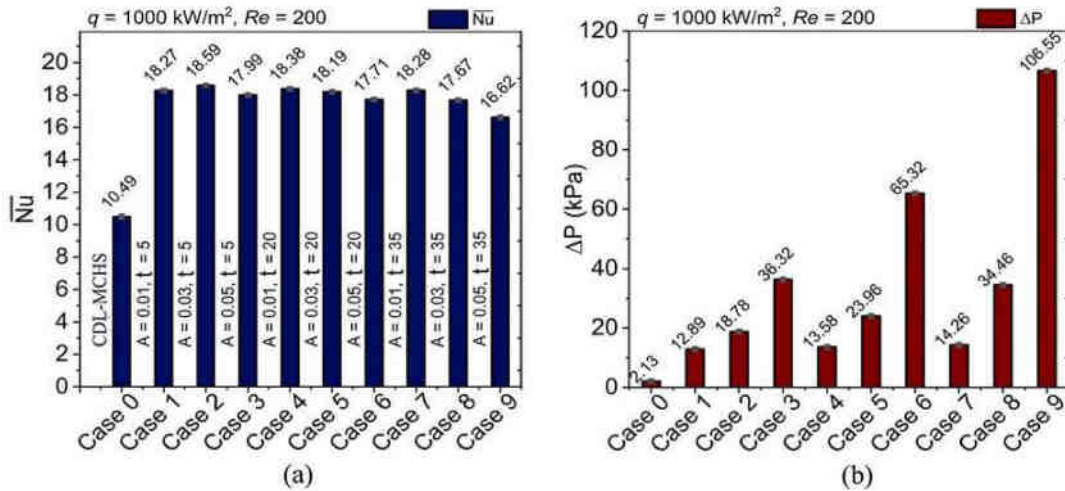 q = 1000 kW/m², Re = 200
Nu
20
18
16
14
12
10
8
6
4
2
0
Nu
10.49
18.27
18.59
17.99
18.38
18.19
17.71
18.28
17.67
16.62
CDL-MCHS
A = 0.01, t = 5
A = 0.03, t = 5
A = 0.05, t = 5
A = 0.01, t = 20
A = 0.03, t = 20
A = 0.05, t = 20
A = 0.01, t = 35
A = 0.03, t = 35
A = 0.05, t = 35
Case 0
Case 1
Case 2
Case 3
Case 4
Case 5
Case 6
Case 7
Case 8
Case 9
(a)
q = 1000 kW/m², Re = 200
ΔP
120
100
80
60
40
20
0
ΔP (kPa)
2.13
12.89
18.78
36.32
13.58
23.96
65.32
14.26
34.46
106.55
Case 0
Case 1
Case 2
Case 3
Case 4
Case 5
Case 6
Case 7
Case 8
Case 9
(b)